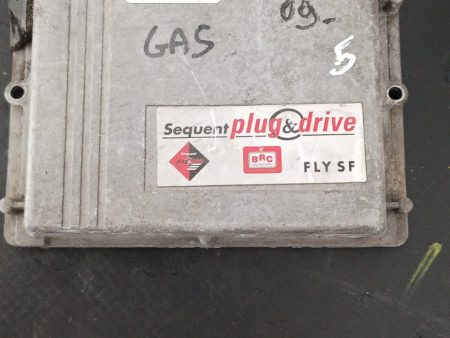 09-
GAS
5
Sequent plug&drive
BRC
FLY SF